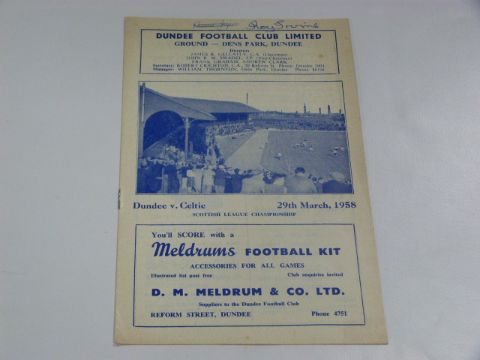 DUNDEE FOOTBALL CLUB LIMITED
GROUND — DENS PARK, DUNDEE
Directors
Dundee v. Celtic 29th March, 1958
SCOTTISH LEAGUE CHAMPIONSHIP
You'll SCORE with a
Meldrums FOOTBALL KIT
ACCESSORIES FOR ALL GAMES
Illustrated list post free Club enquiries invited
D. M. MELDRUM & CO. LTD.
Suppliers to the Dundee Football Club
REFORM STREET, DUNDEE Phone 4751